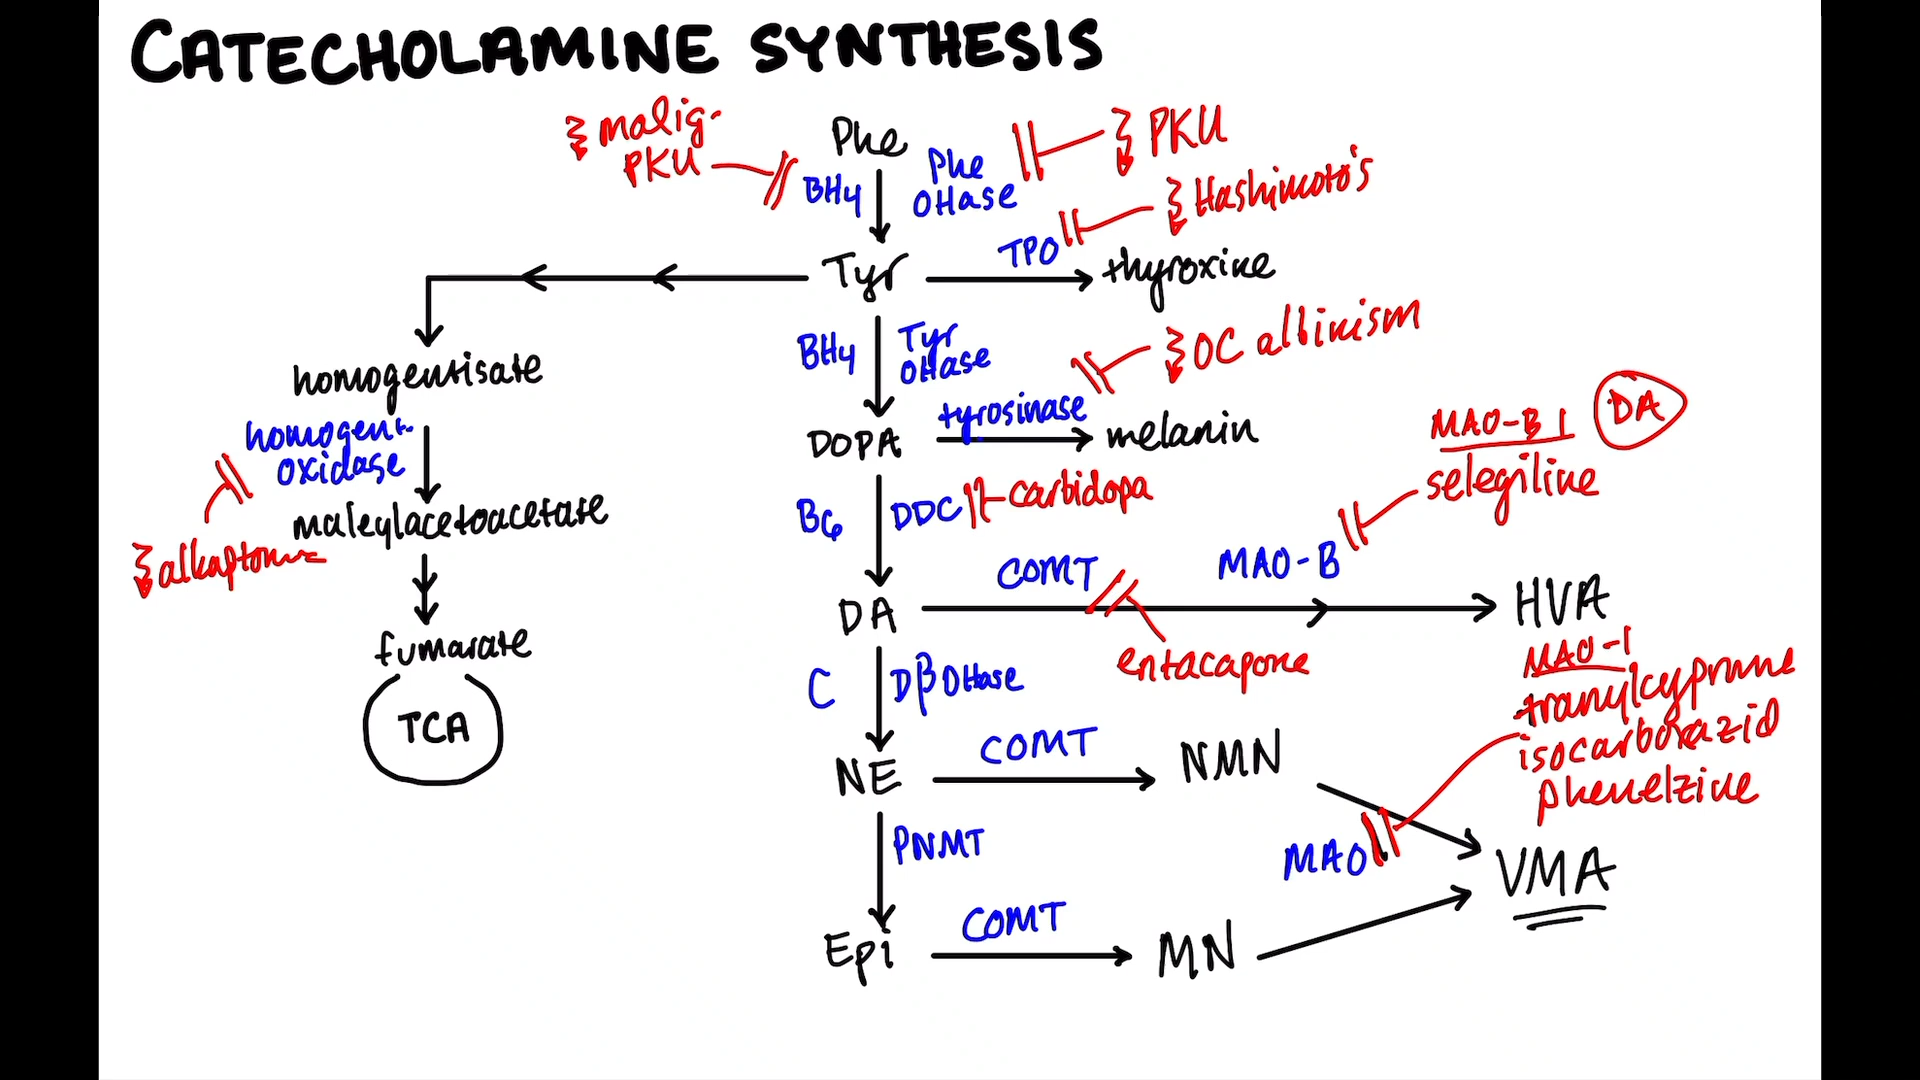 CATECHOLAMINE SYNTHESIS
malig.
PKU
Phe
BH4
Phe
OHase
PKU
Hashimoto's
TPO
Tyr
thyroxine
BH4
Tyr
OHase
OC albinism
homogentisate
homogent.
oxidase
tyrosinase
DOPA
melanin
MAO-B I
DA
selegiline
B6
DDC
carbidopa
maleylacetoacetate
COMT
MAO-B
DA
HVA
entacapone
fumarate
TCA
C
DβOHase
MAO-I
tranylcypromine
isocarboxazid
phenelzine
NE
COMT
NMN
PNMT
MAO
VMA
Epi
COMT
MN